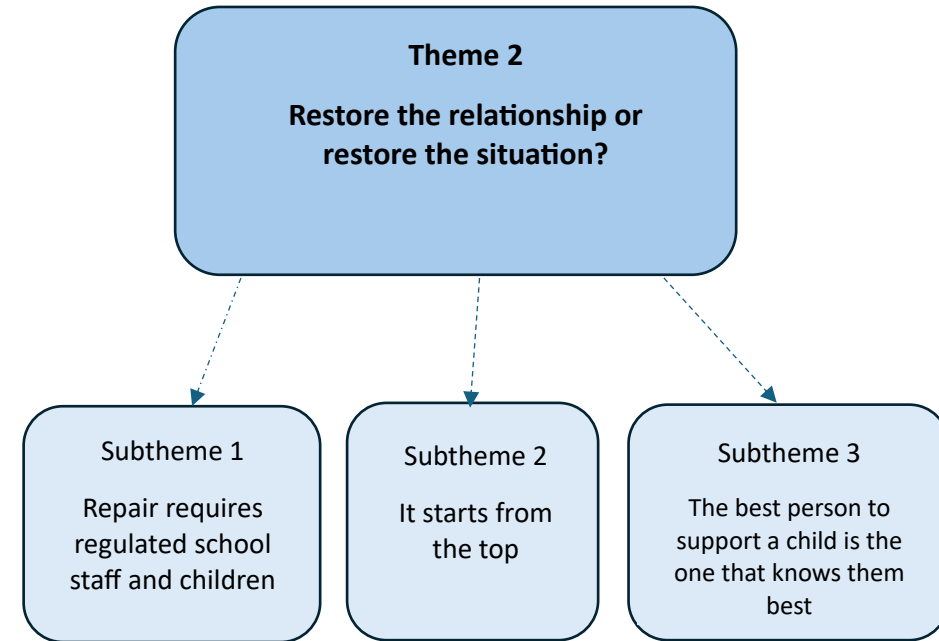 Theme 2
Restore the relationship or
restore the situation?
Subtheme 1
Repair requires
regulated school
staff and children
Subtheme 2
It starts from
the top
Subtheme 3
The best person to
support a child is the
one that knows them
best